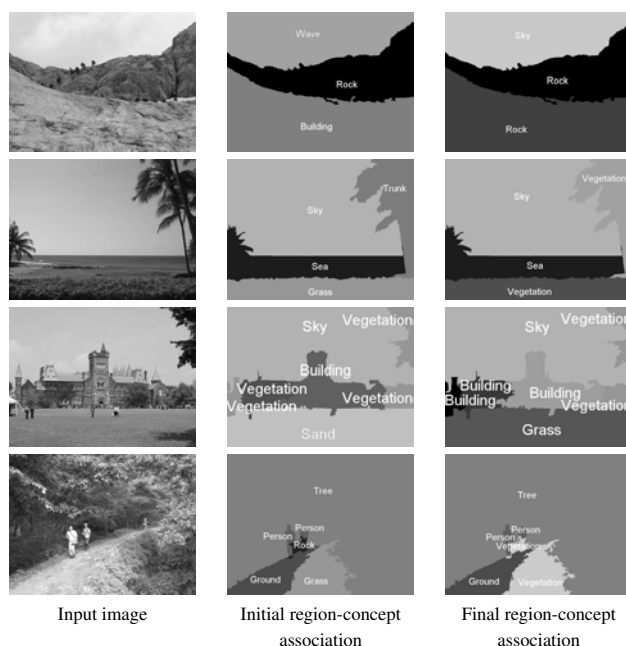 Wave
Sky
Rock
Rock
Building
Rock
Vegetation
Trunk
Sky
Sky
Sea
Sea
Grass
Vegetation
Sky
Vegetation
Sky
Vegetation
Building
Vegetation
Vegetation
Vegetation
Sand
Building
Building
Building
Vegetation
Grass
Tree
Person
Person
Rock
Ground
Grass
Tree
Person
Person
Vegetation
Ground
Vegetation
Input image
Initial region-concept
association
Final region-concept
association